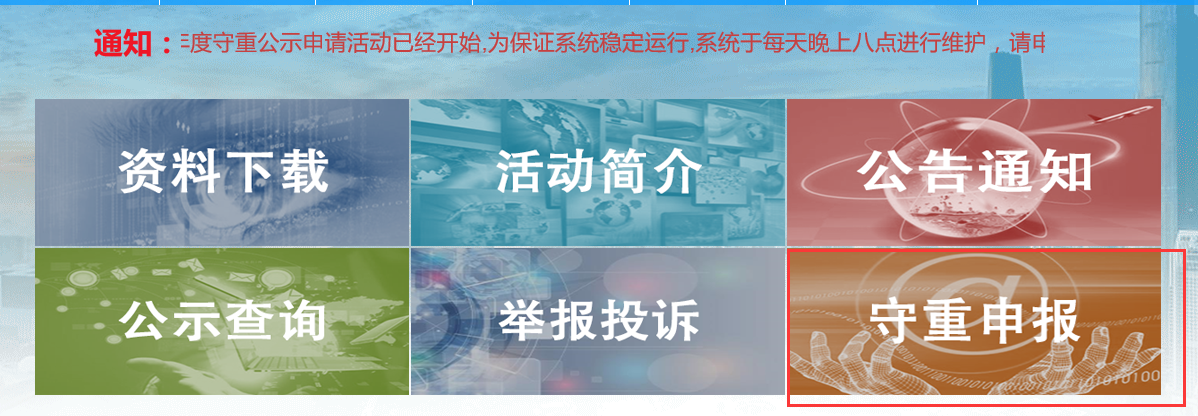 通知：年度守重公示申请活动已经开始,为保证系统稳定运行,系统于每天晚上八点进行维护，请申
资料下载
活动简介
公告通知
公示查询
举报投诉
守重申报